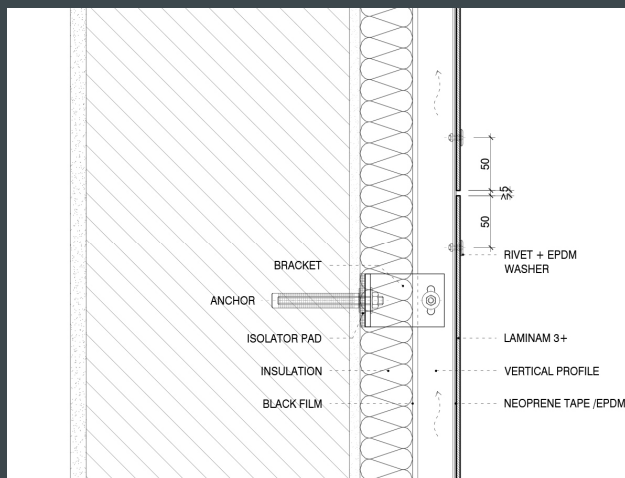 50
≥5
50
RIVET + EPDM
WASHER
BRACKET
ANCHOR
ISOLATOR PAD
LAMINAM 3+
INSULATION
VERTICAL PROFILE
BLACK FILM
NEOPRENE TAPE /EPDM